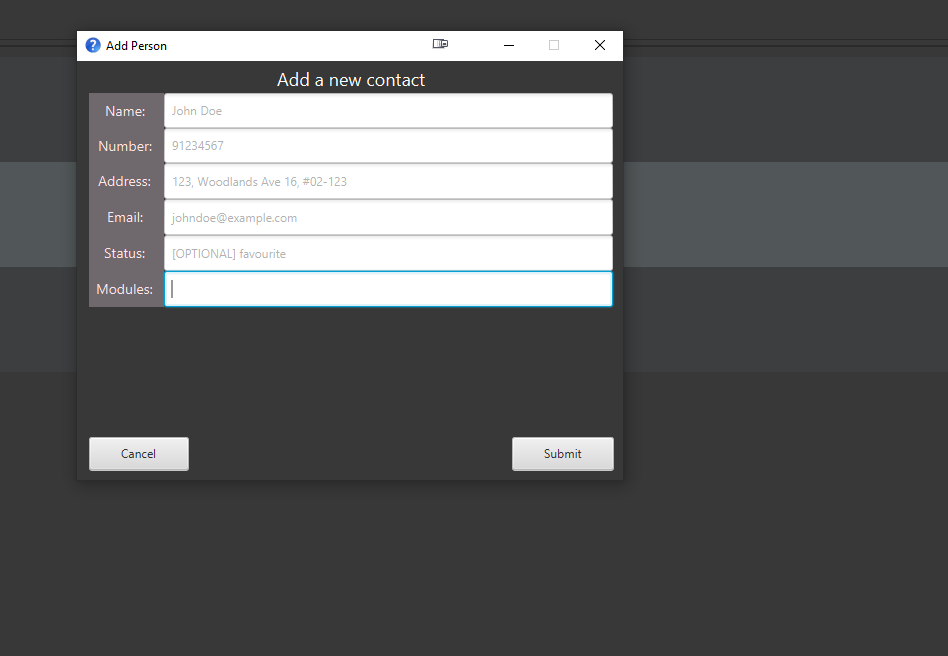 Add Person
Add a new contact
Name: John Doe
Number: 91234567
Address: 123, Woodlands Ave 16, #02-123
Email: johndoe@example.com
Status: [OPTIONAL] favourite
Modules:
Cancel Submit